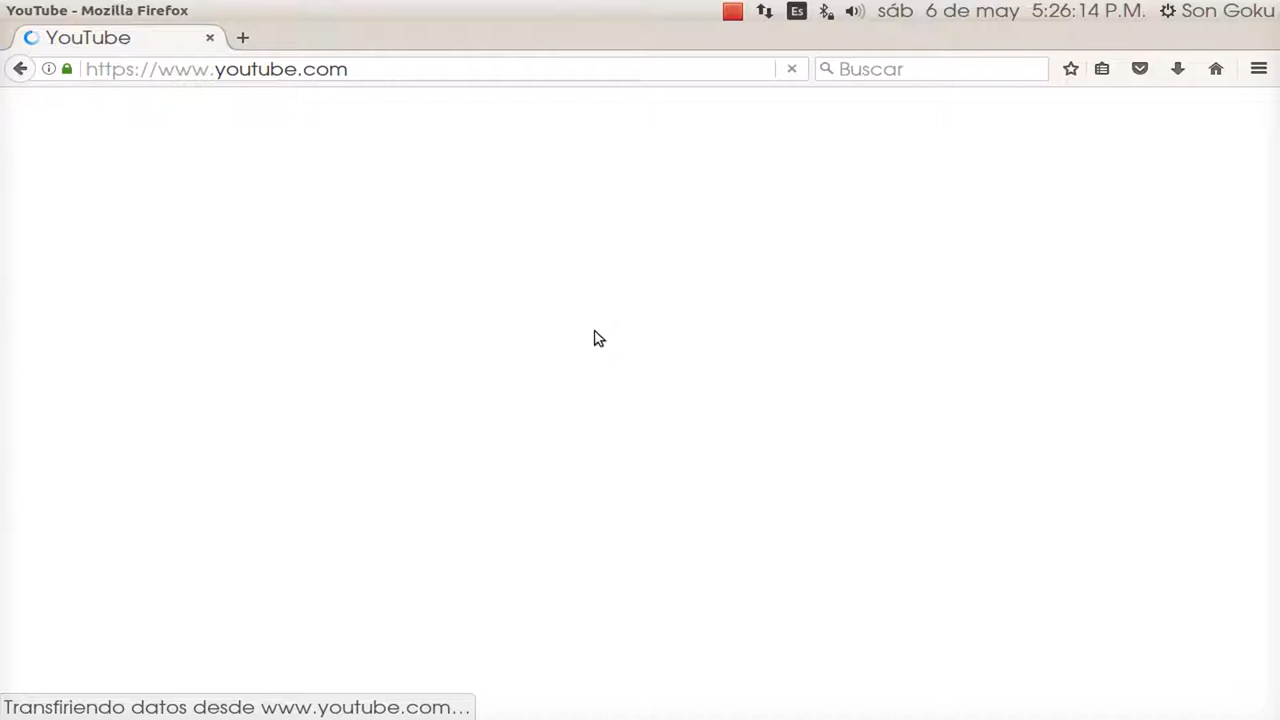 YouTube - Mozilla Firefox
Es
sáb 6 de may 5:26:14 P.M.
Son Goku
YouTube
https://www.youtube.com
Buscar
Transfiriendo datos desde www.youtube.com…